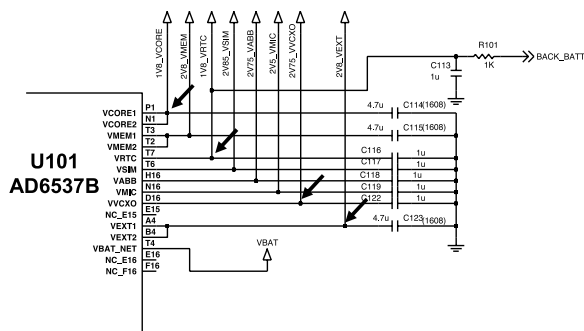 1V8_VCORE
2V8_VMEM
1V8_VRTC
2V85_VSIM
2V75_VABB
2V5_VMIC
2V75_VVCXO
2V8_VEXT
R101
1K
BACK_BATT
C113
1u
U101
AD6537B
VCORE1 P1 4.7u C114 (1608)
VCORE2 N1
VMEM1 T3 4.7u C115 (1608)
VMEM2 T2
VRTC T7 C116 1u
VSIM T6 C117 1u
VABB H16 C118 1u
VMIC N16 C119 1u
VVCXO D16 C122 1u
NC_E15 E15
VEXT1 A4 4.7u C123 (1608)
VEXT2 B4
VBAT_NET T4 VBAT
NC_E16 E16
NC_F16 F16